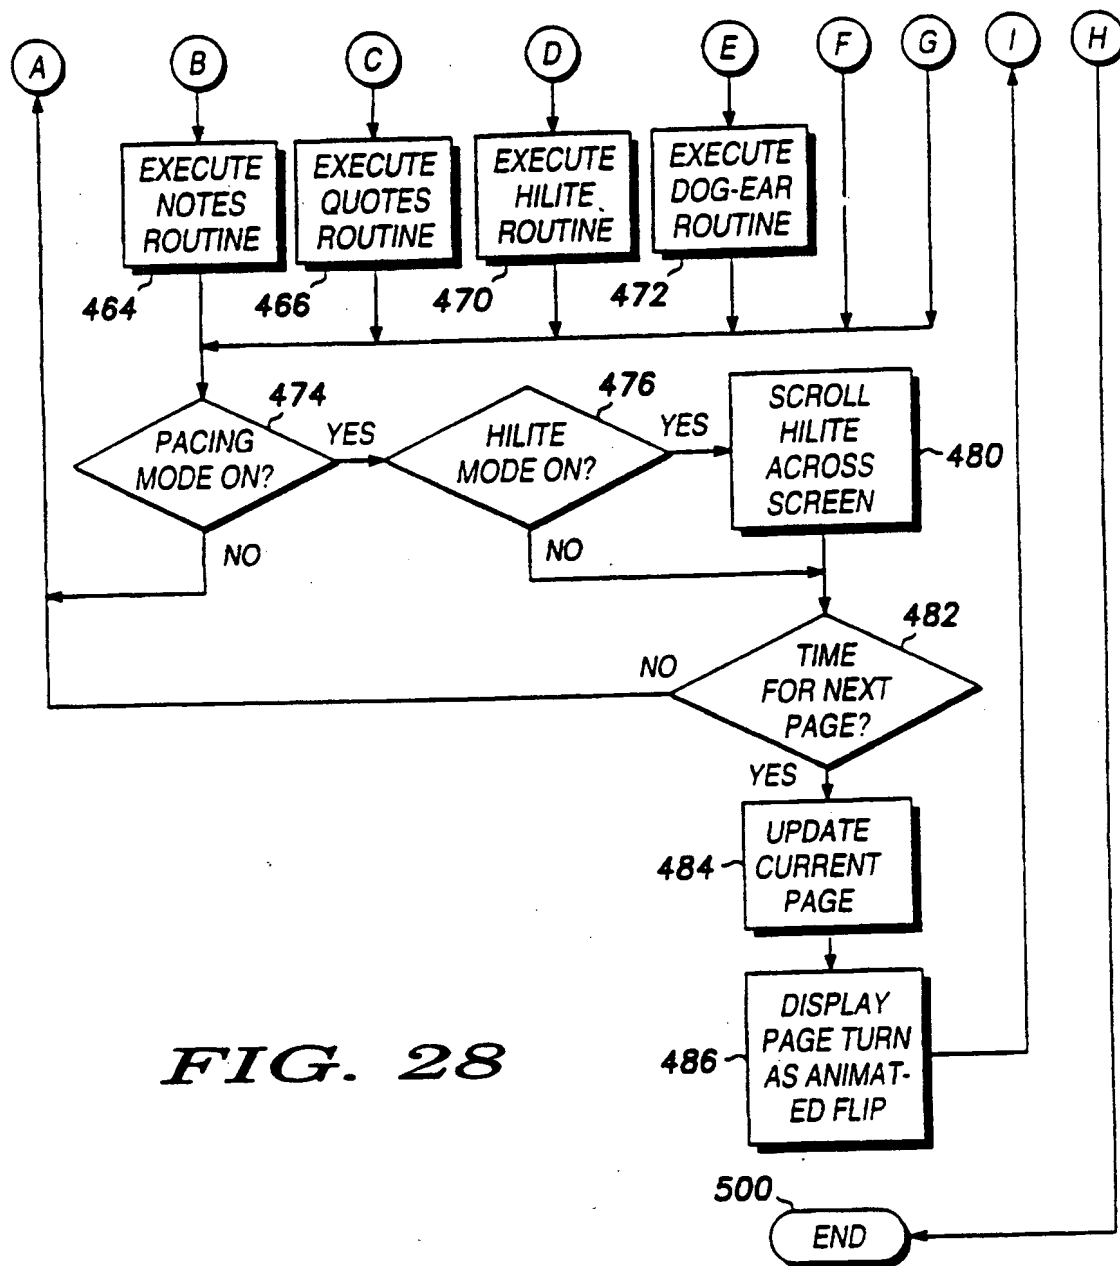 A B C D E F G I H
EXECUTE
NOTES
ROUTINE
464
EXECUTE
QUOTES
ROUTINE
466
EXECUTE
HILITE
ROUTINE
470
EXECUTE
DOG-EAR
ROUTINE
472
PACING
MODE ON?
474
YES
NO
HILITE
MODE ON?
476
YES
NO
SCROLL
HILITE
ACROSS
SCREEN
480
TIME
FOR NEXT
PAGE?
482
NO
YES
UPDATE
CURRENT
PAGE
484
DISPLAY
PAGE TURN
AS ANIMAT-
ED FLIP
486
FIG. 28
500
END